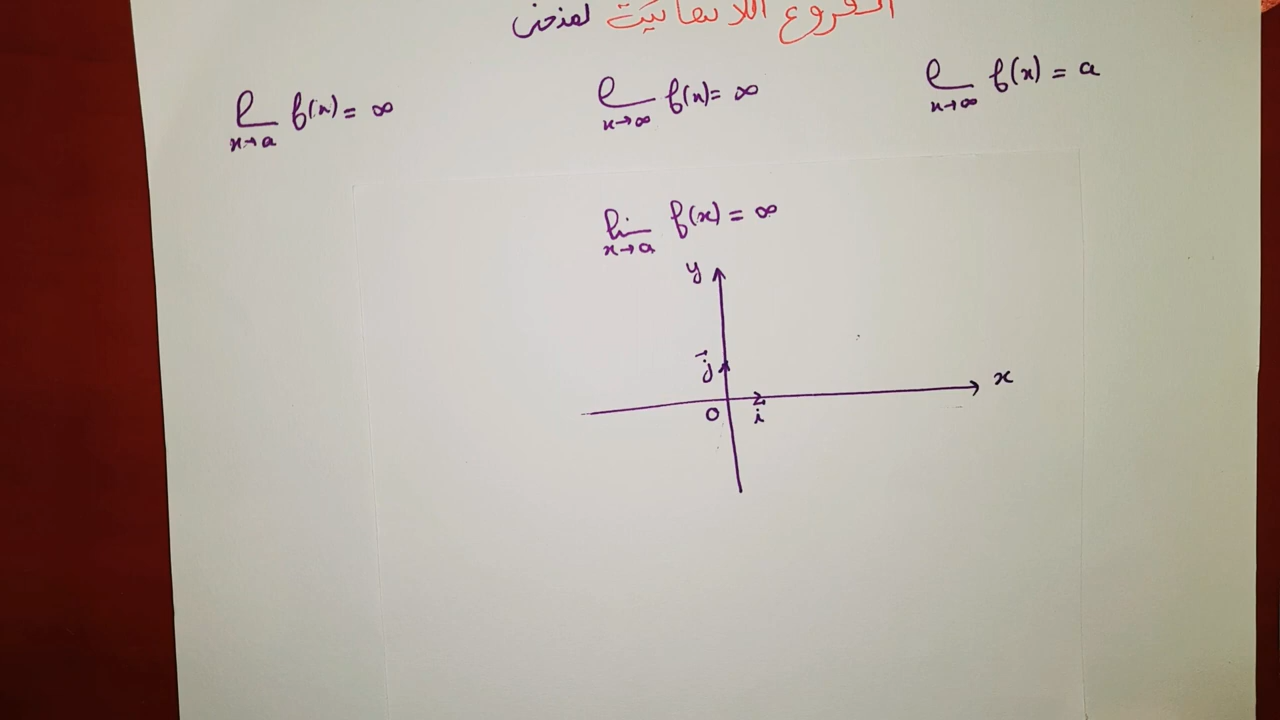 الفروع اللانهائية لمنحنى
lim x→a f(x) = ∞
lim x→∞ f(x) = ∞
lim x→∞ f(x) = a
lim x→a f(x) = ∞
y
j
x
o
i